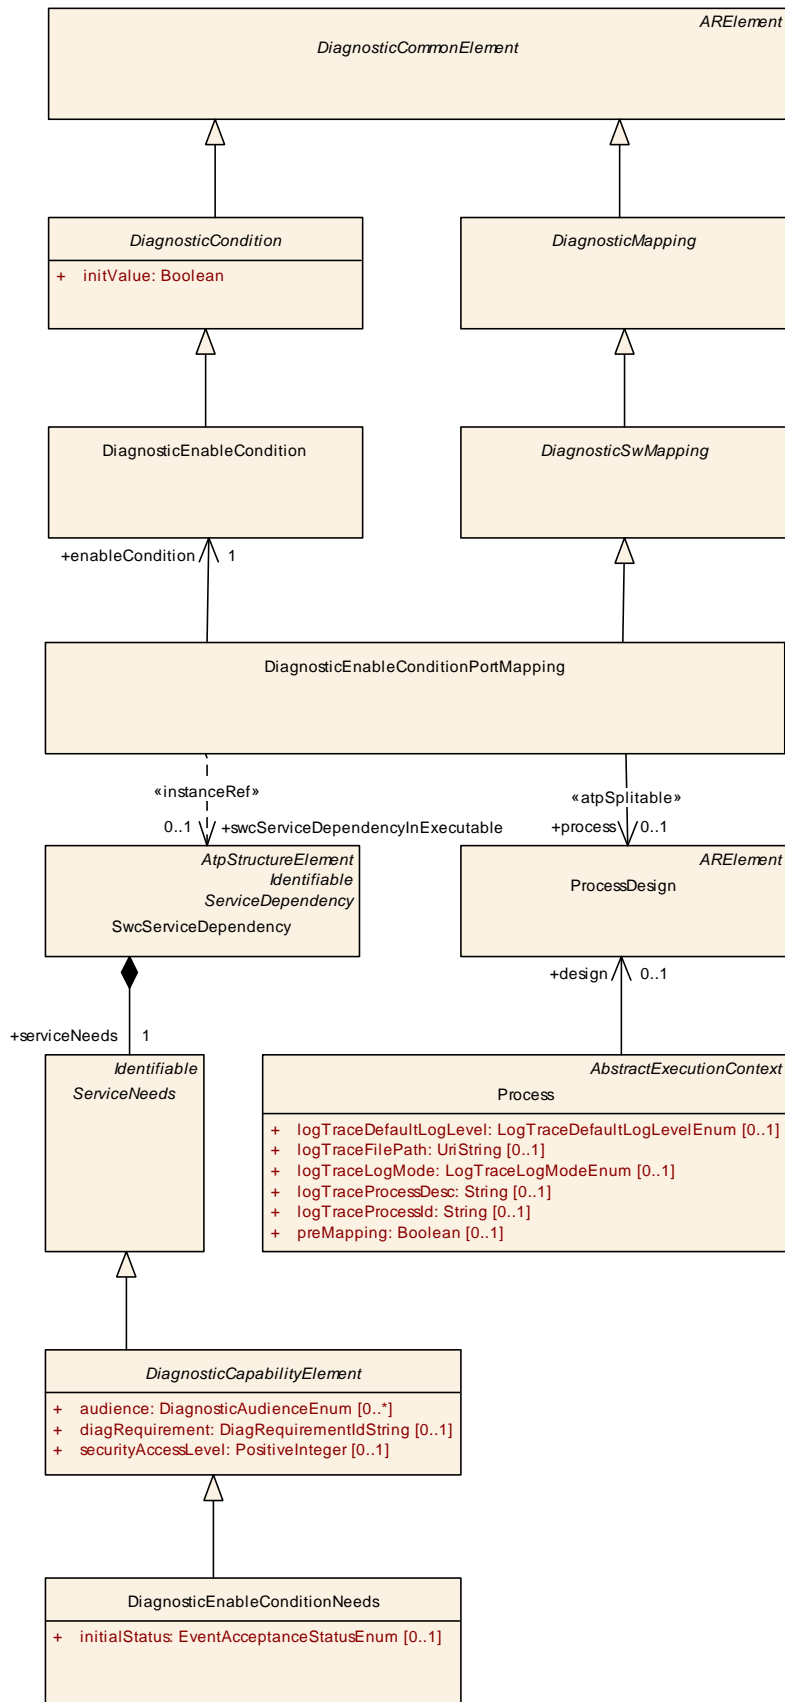 ARElement
DiagnosticCommonElement
DiagnosticCondition
+ initValue: Boolean
DiagnosticMapping
DiagnosticEnableCondition
DiagnosticSwMapping
+enableCondition 1
DiagnosticEnableConditionPortMapping
«instanceRef»
«atpSplitable»
0..1 +swcServiceDependencyInExecutable
+process 0..1
AtpStructureElement
Identifiable
ServiceDependency
SwcServiceDependency
ARElement
ProcessDesign
+design 0..1
+serviceNeeds 1
Identifiable
ServiceNeeds
AbstractExecutionContext
Process
+ logTraceDefaultLogLevel: LogTraceDefaultLogLevelEnum [0..1]
+ logTraceFilePath: UriString [0..1]
+ logTraceLogMode: LogTraceLogModeEnum [0..1]
+ logTraceProcessDesc: String [0..1]
+ logTraceProcessId: String [0..1]
+ preMapping: Boolean [0..1]
DiagnosticCapabilityElement
+ audience: DiagnosticAudienceEnum [0..*]
+ diagRequirement: DiagRequirementIdString [0..1]
+ securityAccessLevel: PositiveInteger [0..1]
DiagnosticEnableConditionNeeds
+ initialStatus: EventAcceptanceStatusEnum [0..1]